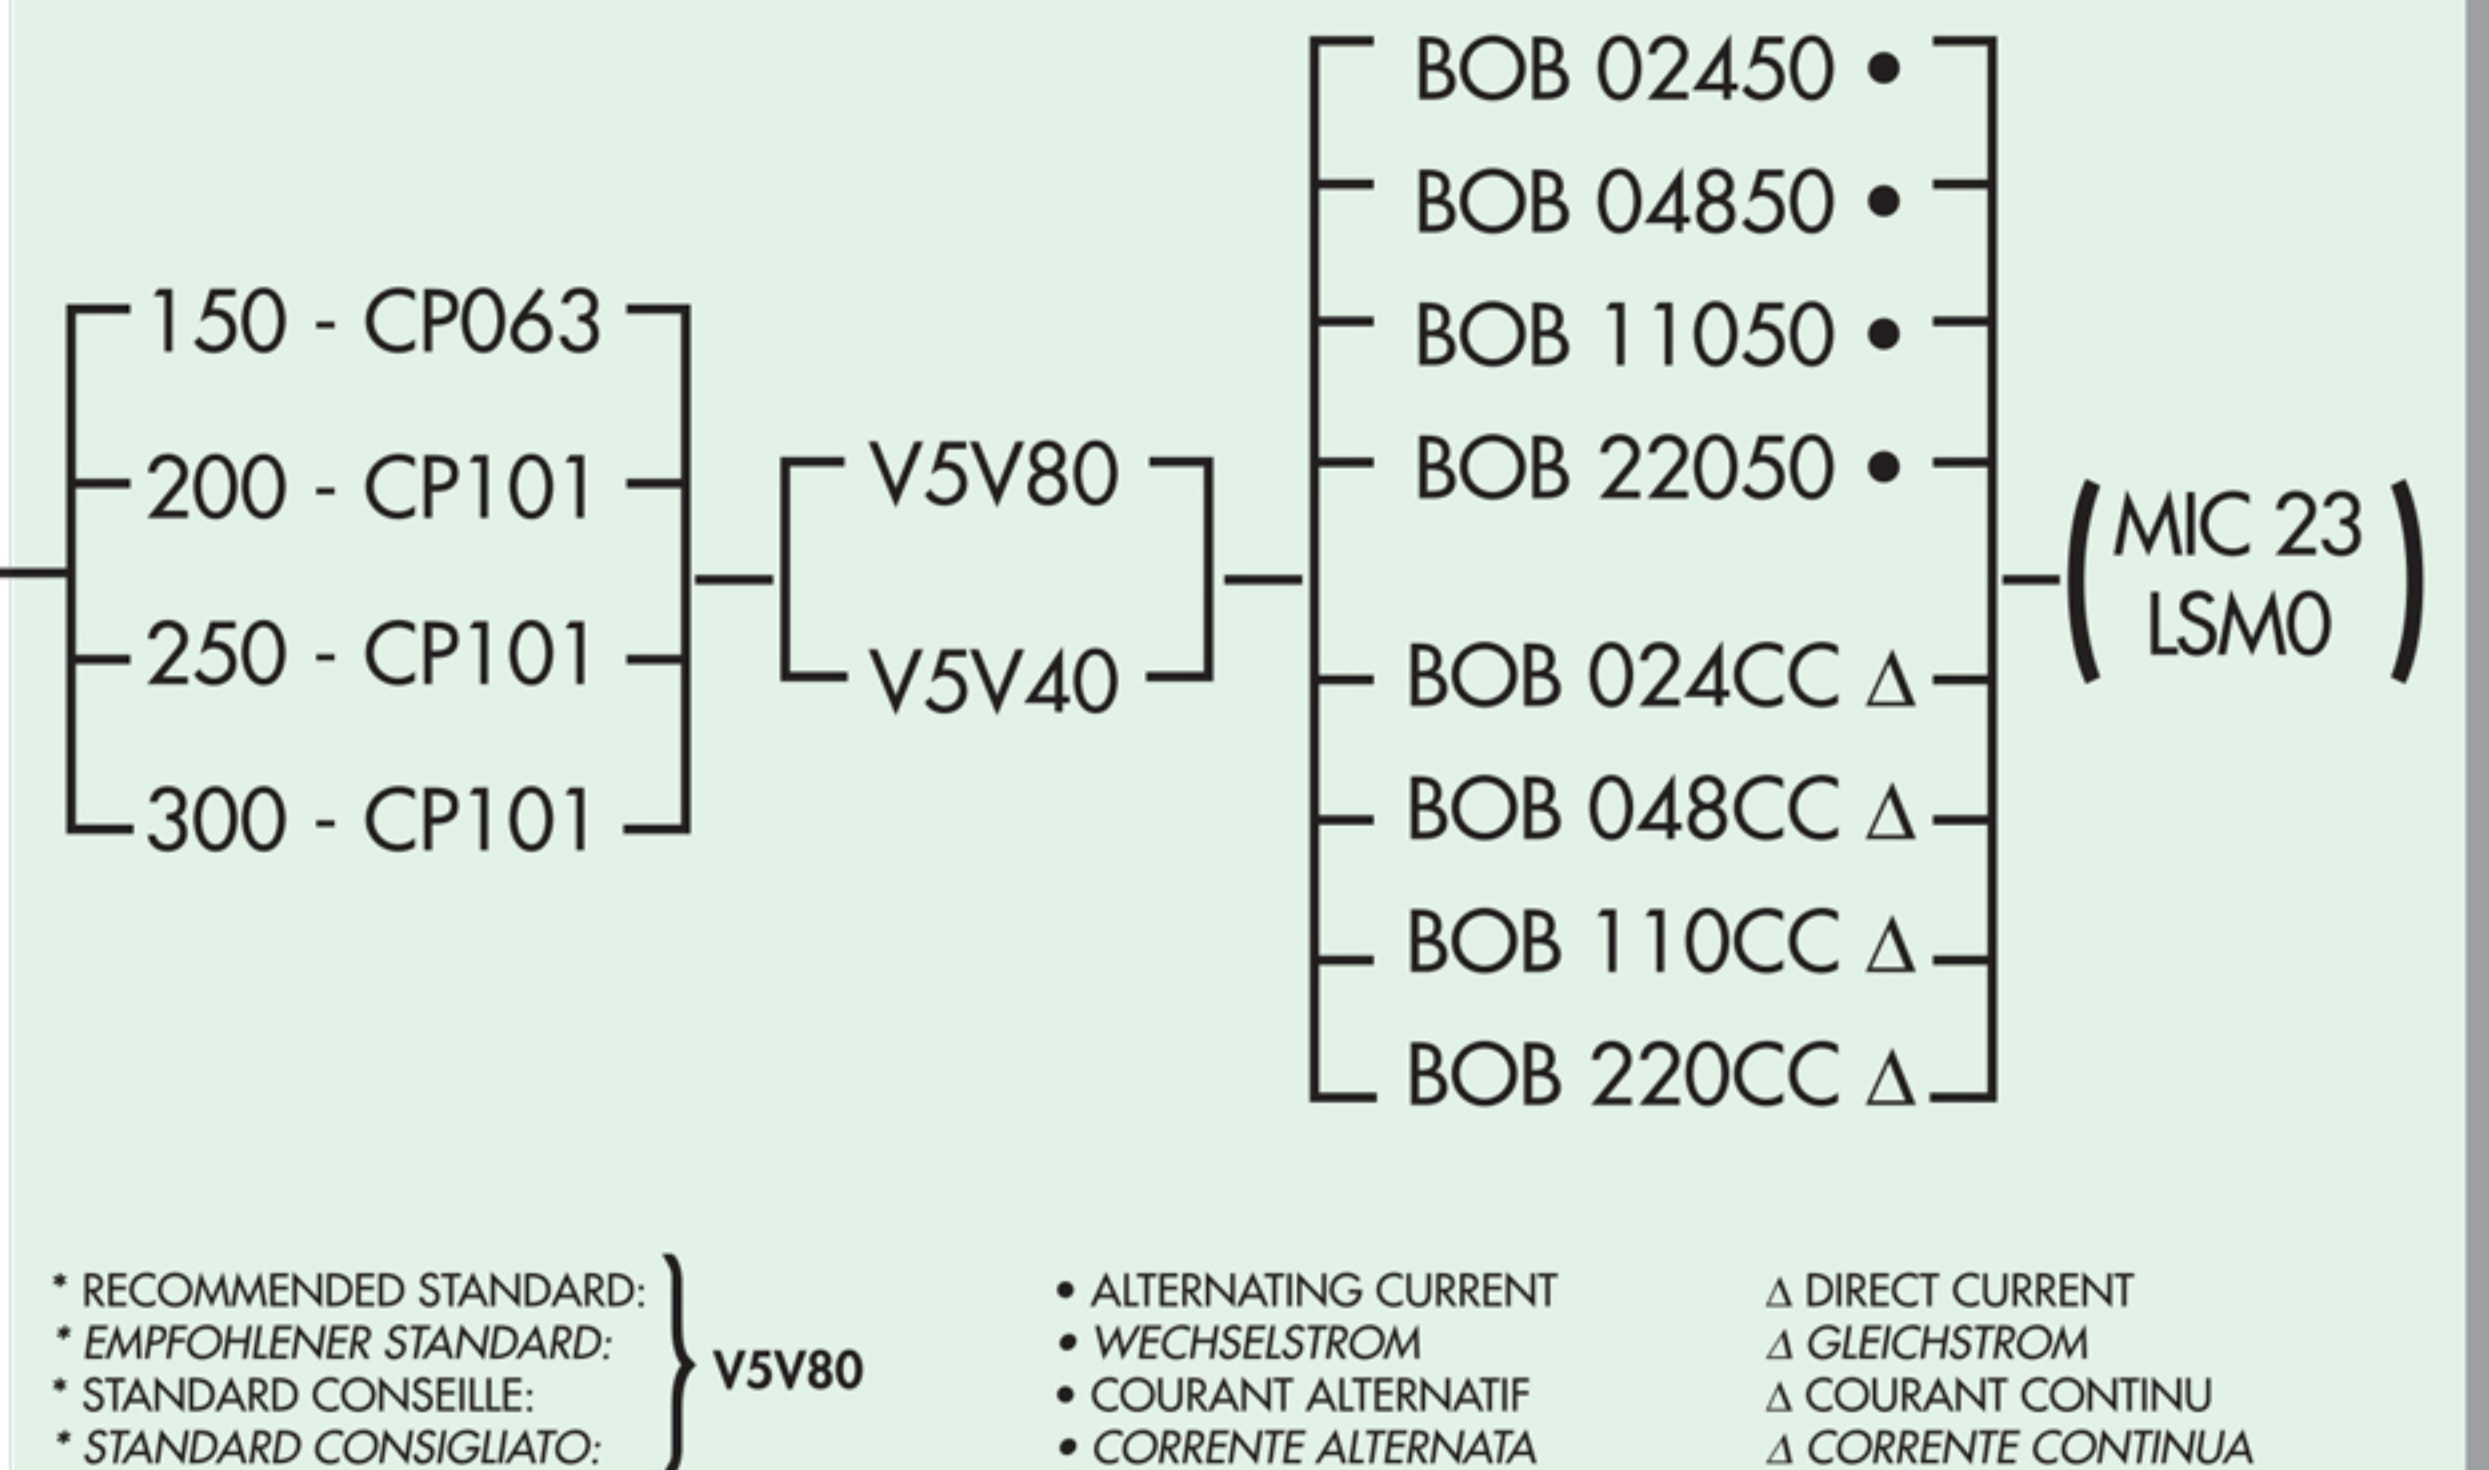 150 - CP063
200 - CP101
250 - CP101
300 - CP101
V5V80
V5V40
BOB 02450 •
BOB 04850 •
BOB 11050 •
BOB 22050 •
BOB 024CC Δ
BOB 048CC Δ
BOB 110CC Δ
BOB 220CC Δ
(MIC 23
LSM0)
* RECOMMENDED STANDARD:
* EMPFOHLENER STANDARD:
* STANDARD CONSEILLE:
* STANDARD CONSIGLIATO:
V5V80
• ALTERNATING CURRENT
• WECHSELSTROM
• COURANT ALTERNATIF
• CORRENTE ALTERNATA
Δ DIRECT CURRENT
Δ GLEICHSTROM
Δ COURANT CONTINU
Δ CORRENTE CONTINUA